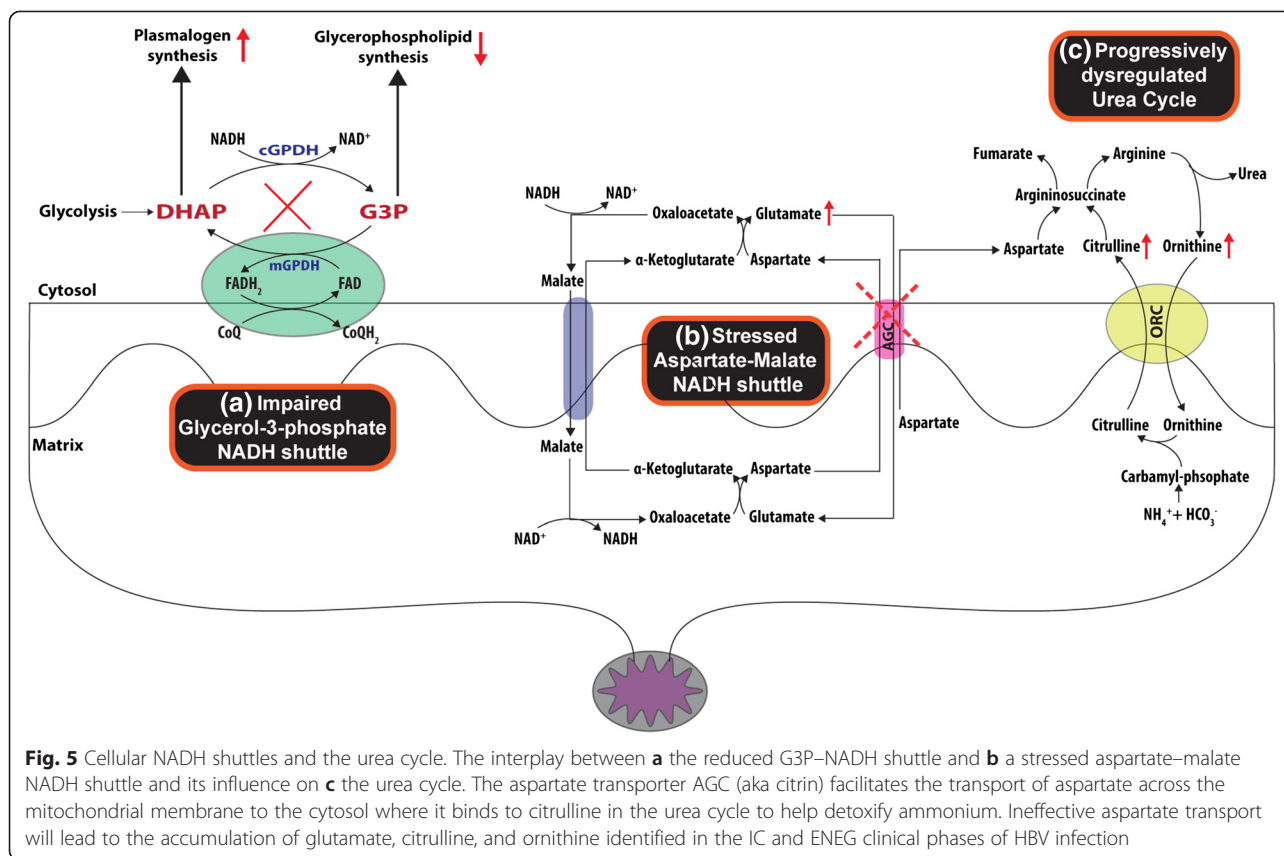 Plasmalogen
synthesis
Glycerophospholipid
synthesis
(c) Progressively
dysregulated
Urea Cycle
NADH
NAD⁺
cGPDH
Glycolysis
DHAP
G3P
mGPDH
FADH₂
FAD
CoQ
CoQH₂
Cytosol
(a) Impaired
Glycerol-3-phosphate
NADH shuttle
Matrix
NADH
NAD⁺
Oxaloacetate
Glutamate
α-Ketoglutarate
Aspartate
Malate
(b) Stressed
Aspartate-Malate
NADH shuttle
AGC
Malate
α-Ketoglutarate
Aspartate
Oxaloacetate
Glutamate
NAD⁺
NADH
Aspartate
Fumarate
Arginine
Urea
Argininosuccinate
Aspartate
Citrulline
Ornithine
ORC
Citrulline
Ornithine
Carbamyl-phsophate
NH₄⁺ + HCO₃⁻
Fig. 5 Cellular NADH shuttles and the urea cycle. The interplay between a the reduced G3P–NADH shuttle and b a stressed aspartate–malate
NADH shuttle and its influence on c the urea cycle. The aspartate transporter AGC (aka citrin) facilitates the transport of aspartate across the
mitochondrial membrane to the cytosol where it binds to citrulline in the urea cycle to help detoxify ammonium. Ineffective aspartate transport
will lead to the accumulation of glutamate, citrulline, and ornithine identified in the IC and ENEG clinical phases of HBV infection